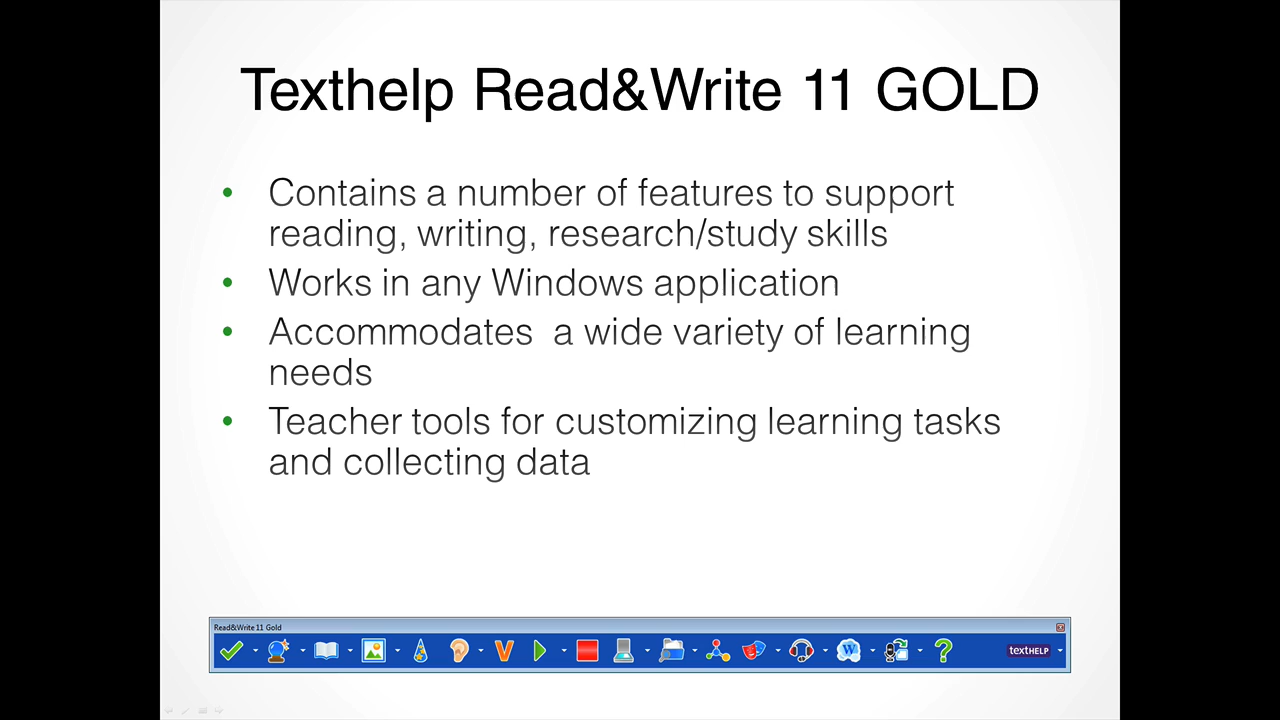 Texthelp Read&Write 11 GOLD
• Contains a number of features to support
reading, writing, research/study skills
• Works in any Windows application
• Accommodates  a wide variety of learning
needs
• Teacher tools for customizing learning tasks
and collecting data
Read&Write 11 Gold
V
W
?
textHELP